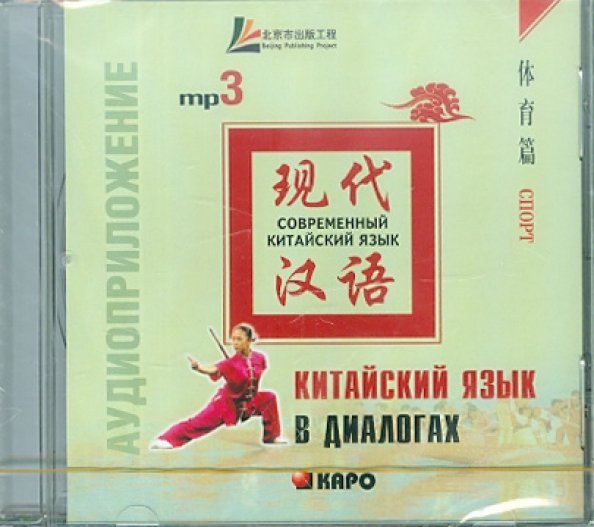 北京市出版工程
Beijing Publishing Project
mp3
体育篇 СПОРТ
АУДИОПРИЛОЖЕНИЕ
现代
СОВРЕМЕННЫЙ
КИТАЙСКИЙ ЯЗЫК
汉语
КИТАЙСКИЙ ЯЗЫК
В ДИАЛОГАХ
КАРО